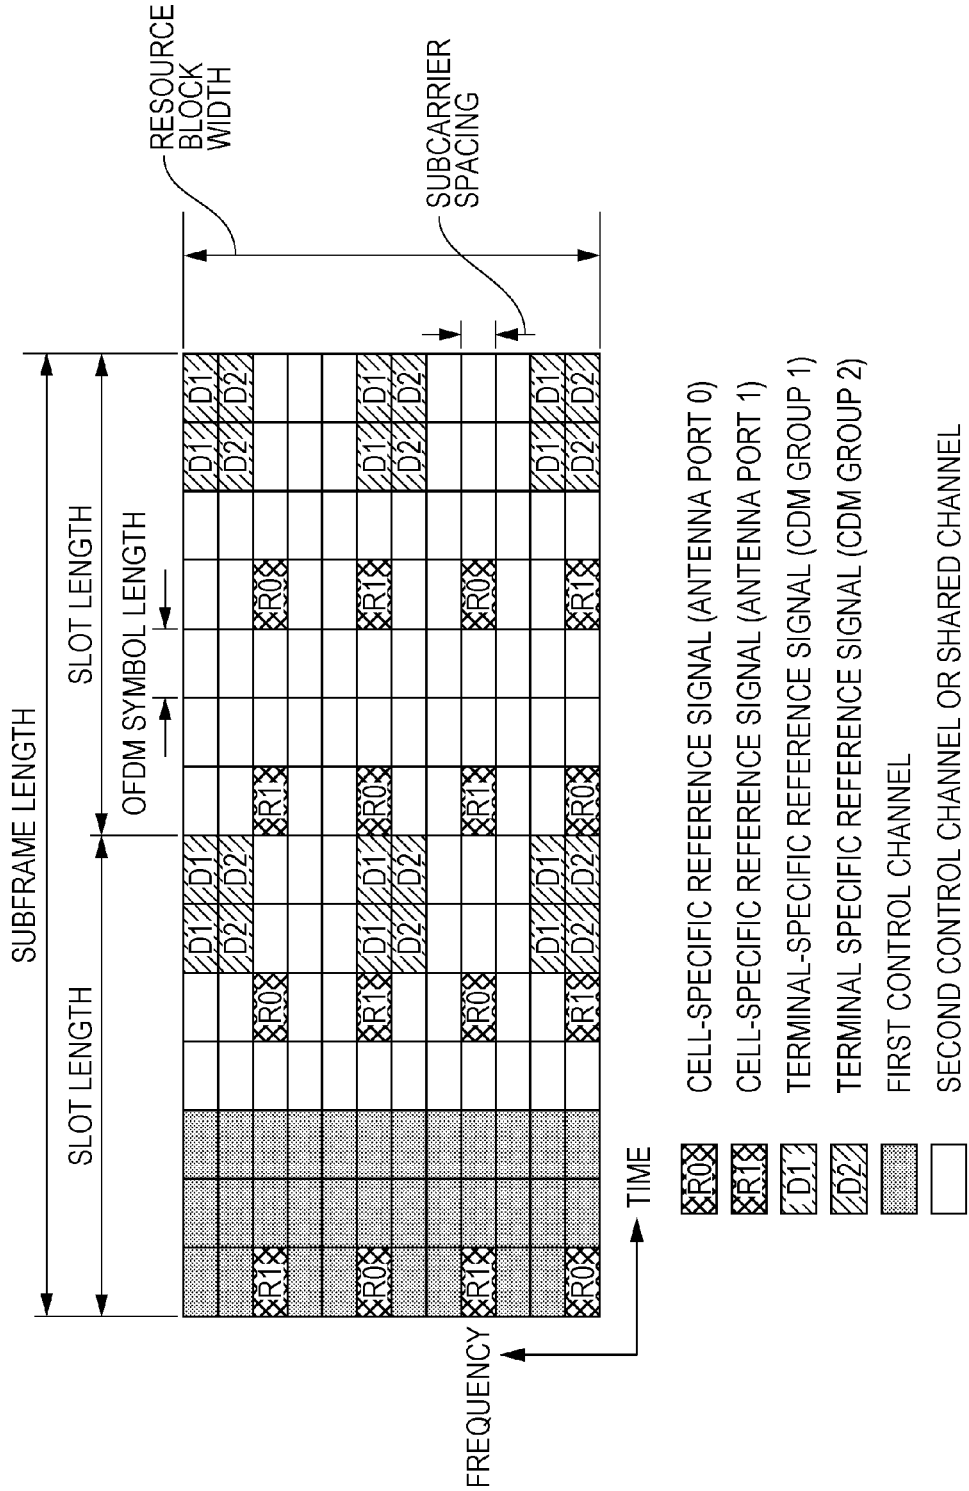 SUBFRAME LENGTH
SLOT LENGTH
SLOT LENGTH
OFDM SYMBOL LENGTH
RESOURCE
BLOCK
WIDTH
D1 D1 D1 D1
D2 D2 D2 D2
R1 R0 R1 R0
R0 R1 D1 D1 R0 R1 D1 D1
D2 D2 D2 D2
SUBCARRIER
SPACING
R1 R0 R1 R0
D1 D1 D1 D1
R0 R1 D2 D2 R0 R1 D2 D2
FREQUENCY
TIME
R0 CELL-SPECIFIC REFERENCE SIGNAL (ANTENNA PORT 0)
R1 CELL-SPECIFIC REFERENCE SIGNAL (ANTENNA PORT 1)
D1 TERMINAL-SPECIFIC REFERENCE SIGNAL (CDM GROUP 1)
D2 TERMINAL SPECIFIC REFERENCE SIGNAL (CDM GROUP 2)
FIRST CONTROL CHANNEL
SECOND CONTROL CHANNEL OR SHARED CHANNEL